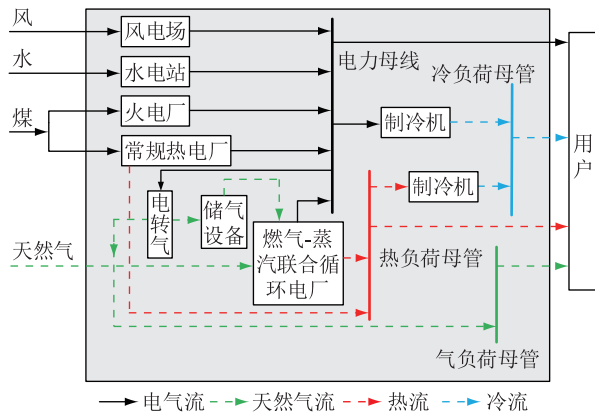 风
风电场
水
水电站
电力母线
冷负荷母管
煤
火电厂
制冷机
常规热电厂
用户
电转气
储气
设备
制冷机
天然气
燃气-蒸
汽联合循
环电厂
热负荷母管
气负荷母管
电气流
天然气流
热流
冷流